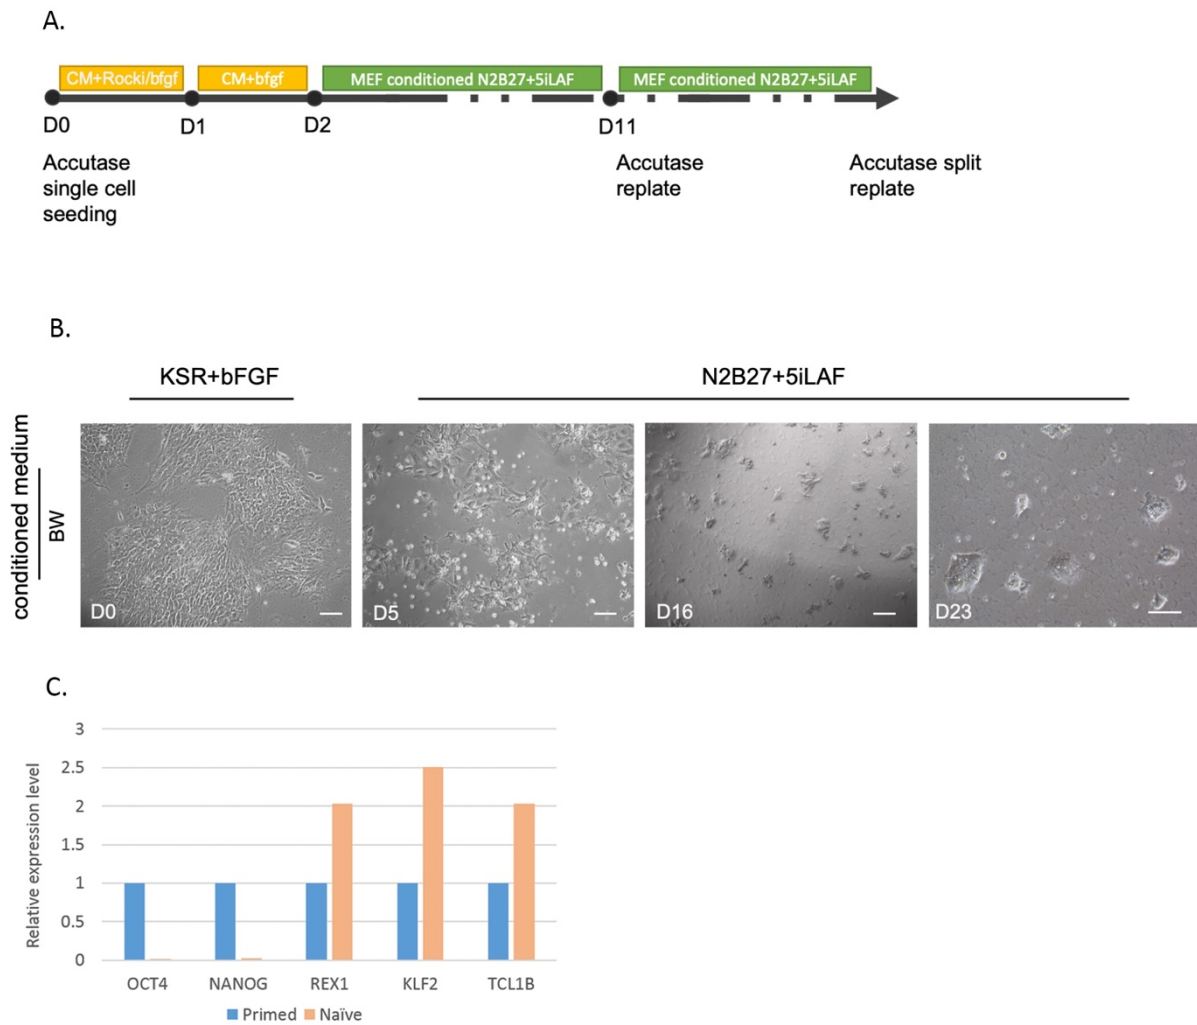 A.
CM+Rocki/bfgf
CM+bfgf
MEF conditioned N2B27+5iLAF
MEF conditioned N2B27+5iLAF
D0
D1
D2
D11
Accutase
single cell
seeding
Accutase
replate
Accutase split
replate
B.
KSR+bFGF
N2B27+5iLAF
conditioned medium
BW
D0
D5
D16
D23
C.
Relative expression level
3
2.5
2
1.5
1
0.5
0
OCT4
NANOG
REX1
KLF2
TCL1B
Primed
Naïve